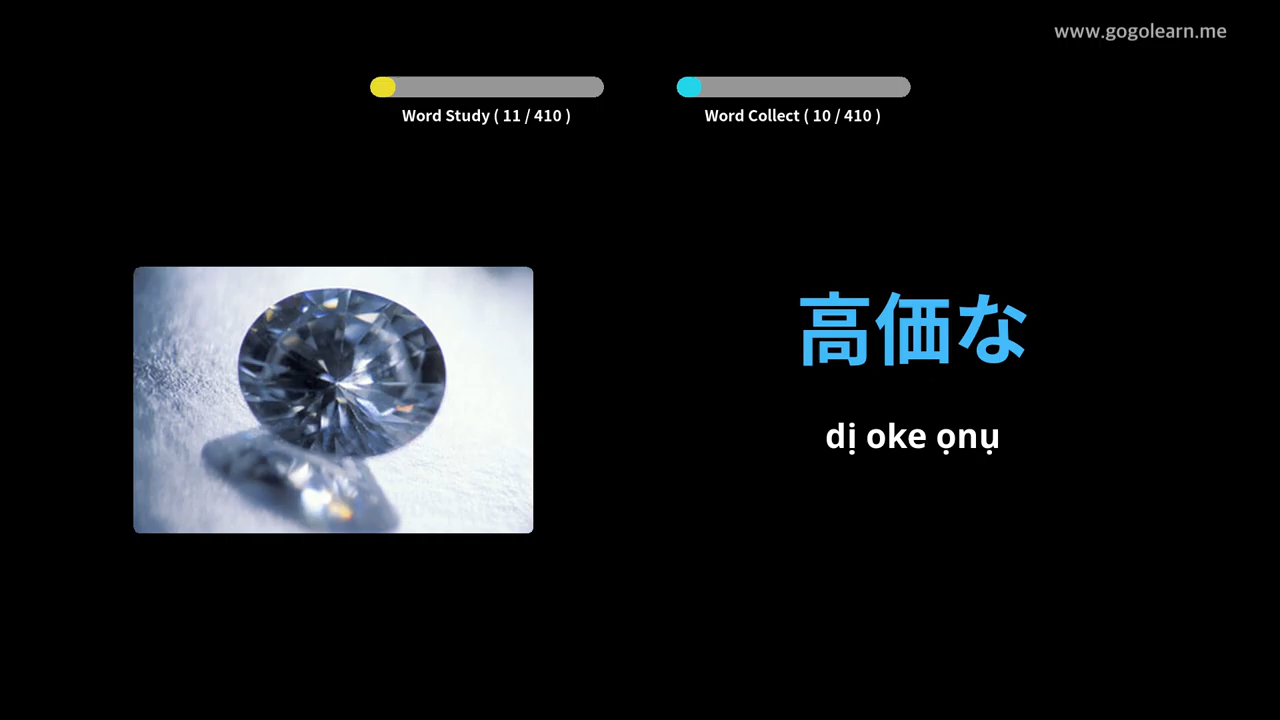 www.gogolearn.me
Word Study ( 11 / 410 )
Word Collect ( 10 / 410 )
高価な
dị oke ọnụ